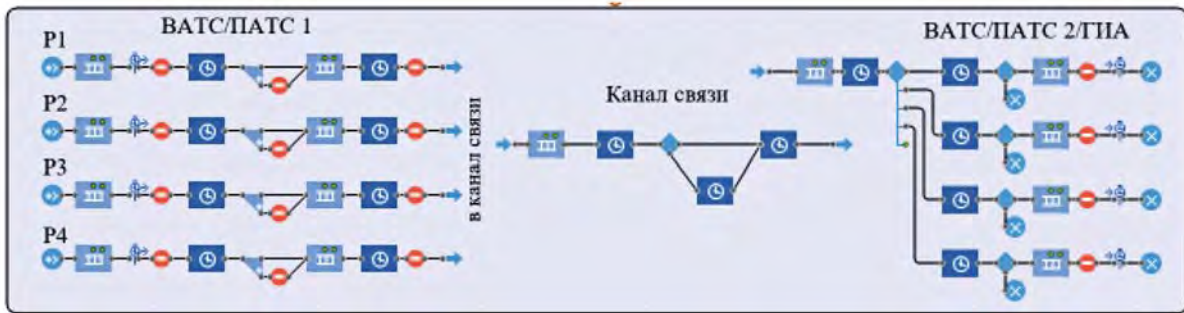 ВАТС/ПАТС 1
P1
P2
P3
P4
в канал связи
Канал связи
ВАТС/ПАТС 2/ГИА